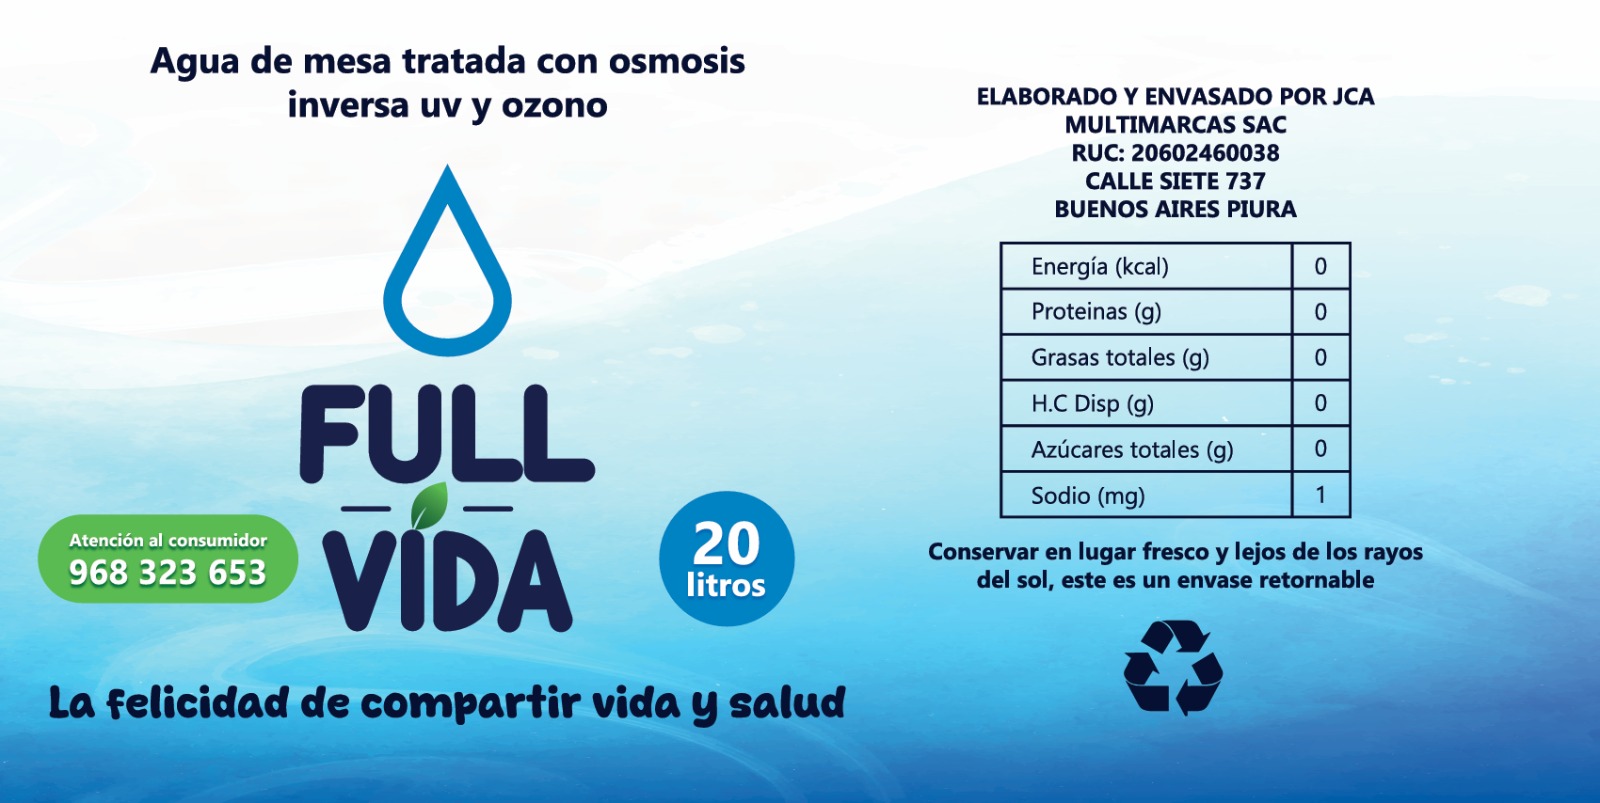 Agua de mesa tratada con osmosis
inversa uv y ozono
FULL
VIDA
Atención al consumidor
968 323 653
20
litros
La felicidad de compartir vida y salud
ELABORADO Y ENVASADO POR JCA
MULTIMARCAS SAC
RUC: 20602460038
CALLE SIETE 737
BUENOS AIRES PIURA
Energía (kcal) 0
Proteinas (g) 0
Grasas totales (g) 0
H.C Disp (g) 0
Azúcares totales (g) 0
Sodio (mg) 1
Conservar en lugar fresco y lejos de los rayos
del sol, este es un envase retornable